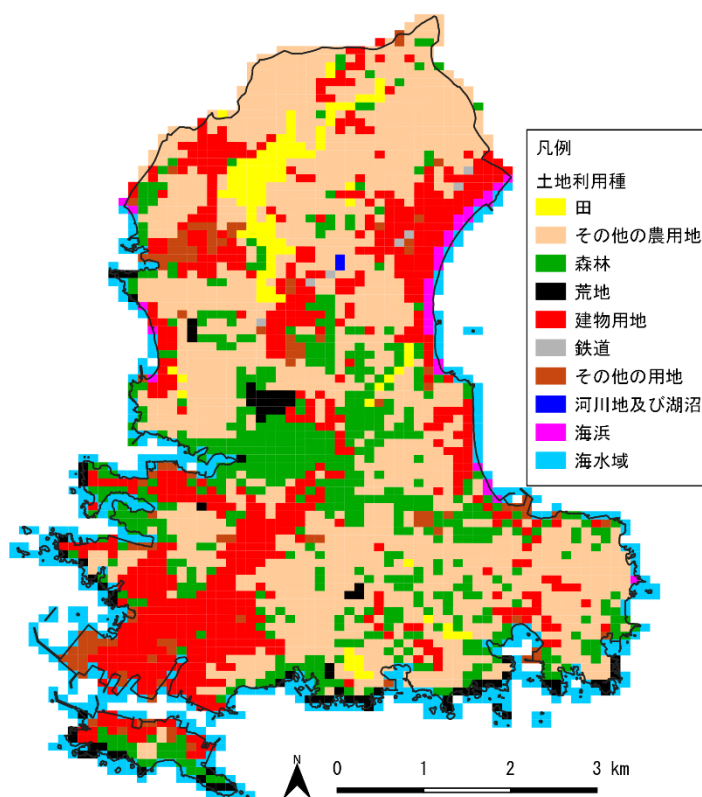 凡例
土地利用種
田
その他の農用地
森林
荒地
建物用地
鉄道
その他の用地
河川地及び湖沼
海浜
海水域
N
0 1 2 3 km